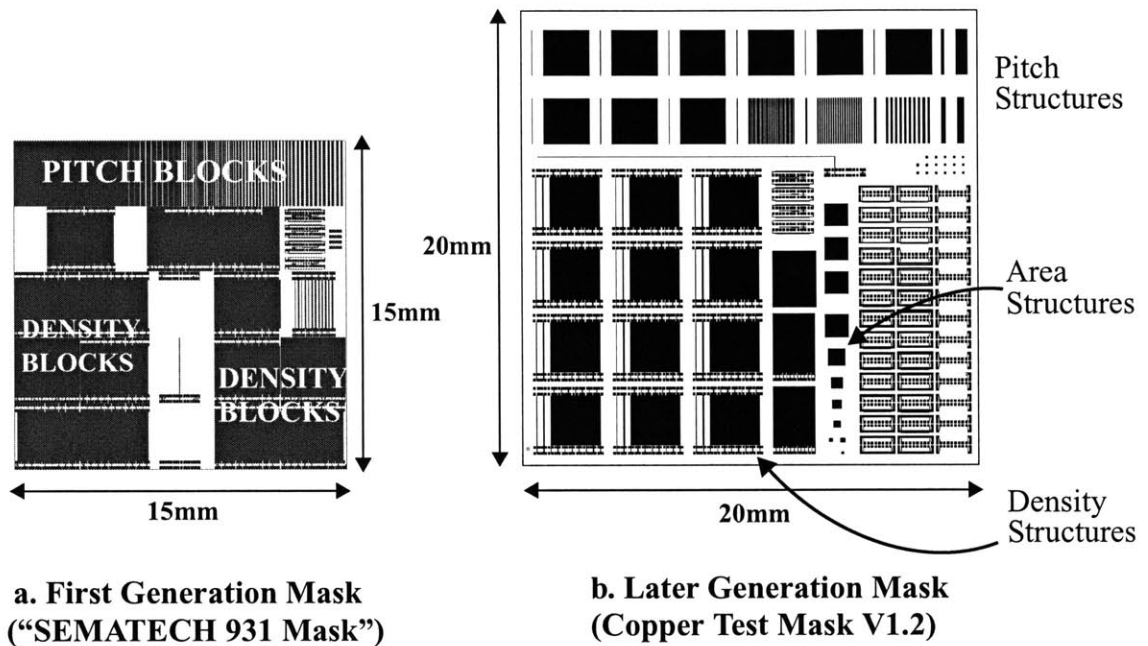 PITCH BLOCKS
DENSITY
BLOCKS
DENSITY
BLOCKS
15mm
15mm
a. First Generation Mask
(“SEMATECH 931 Mask”)
20mm
20mm
Pitch
Structures
Area
Structures
Density
Structures
b. Later Generation Mask
(Copper Test Mask V1.2)